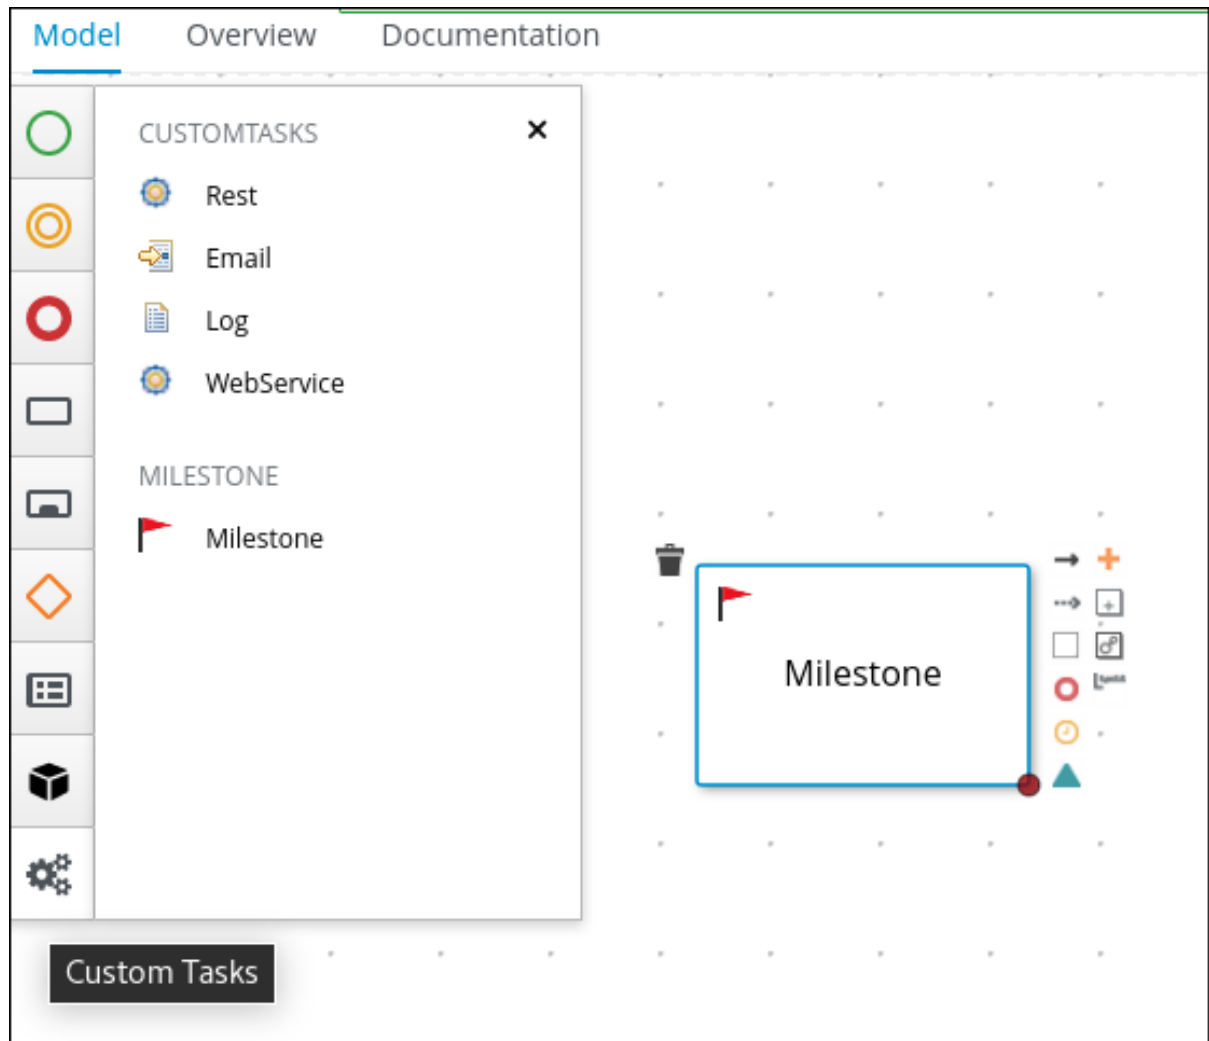 Model Overview Documentation
CUSTOMTASKS
Rest
Email
Log
WebService
MILESTONE
Milestone
Milestone
Custom Tasks